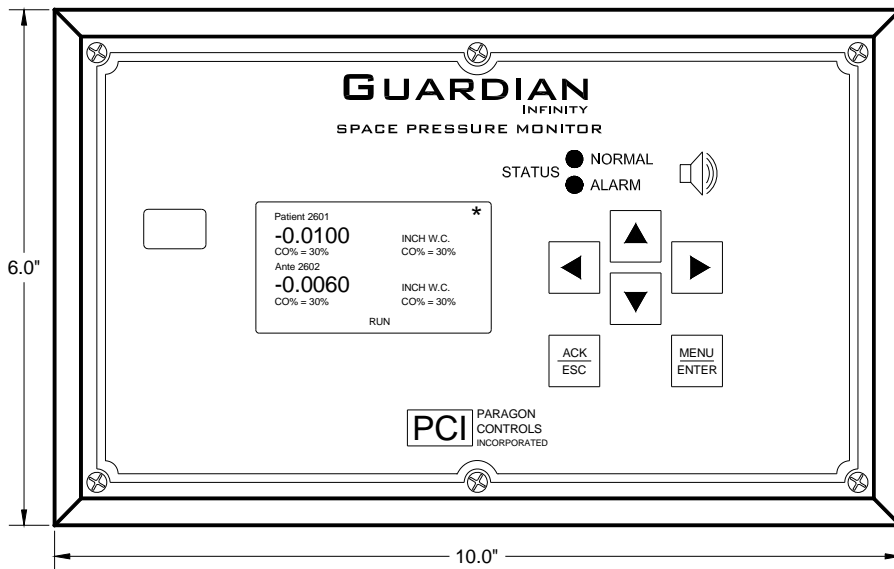 GUARDIAN
INFINITY
SPACE PRESSURE MONITOR
STATUS
NORMAL
ALARM
Patient 2601 *
-0.0100 INCH W.C.
CO% = 30% CO% = 30%
Ante 2602
-0.0060 INCH W.C.
CO% = 30% CO% = 30%
RUN
ACK
ESC
MENU
ENTER
PCI
PARAGON
CONTROLS
INCORPORATED
6.0"
10.0"